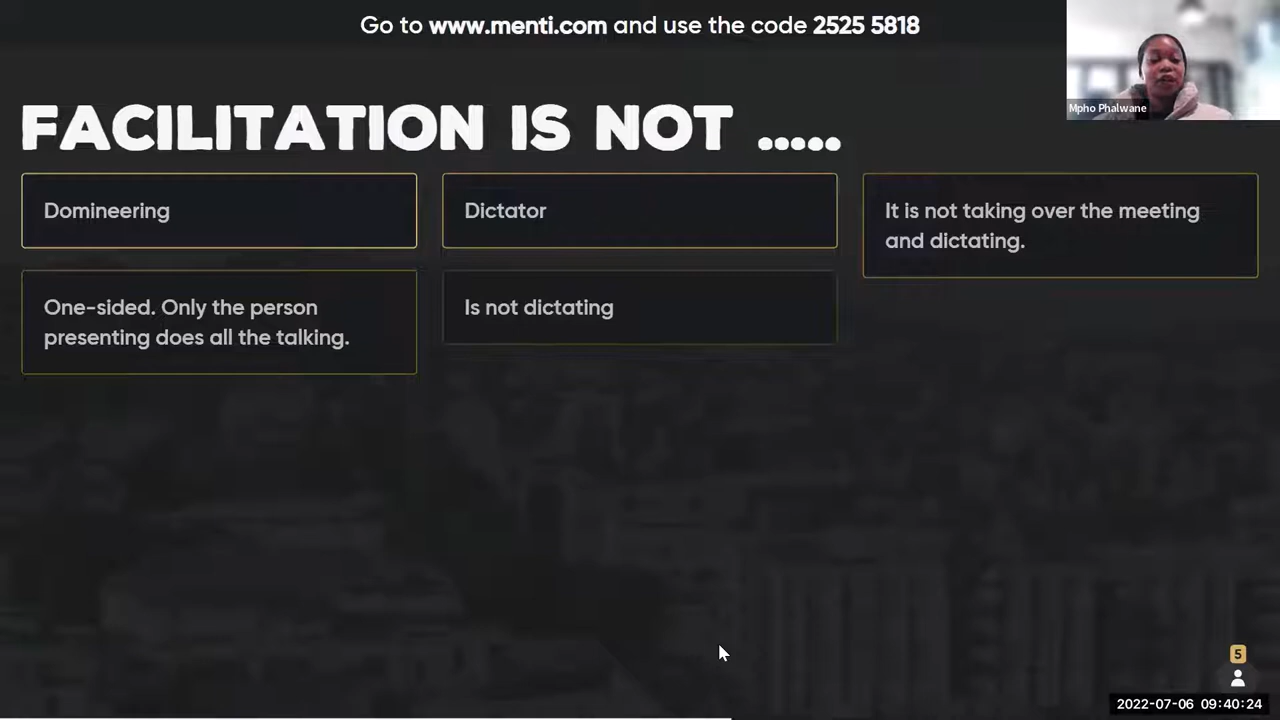 Go to www.menti.com and use the code 2525 5818
Mpho Phalwane
FACILITATION IS NOT .....
Domineering
Dictator
It is not taking over the meeting
and dictating.
One-sided. Only the person
presenting does all the talking.
Is not dictating
5
2022-07-06 09:40:24